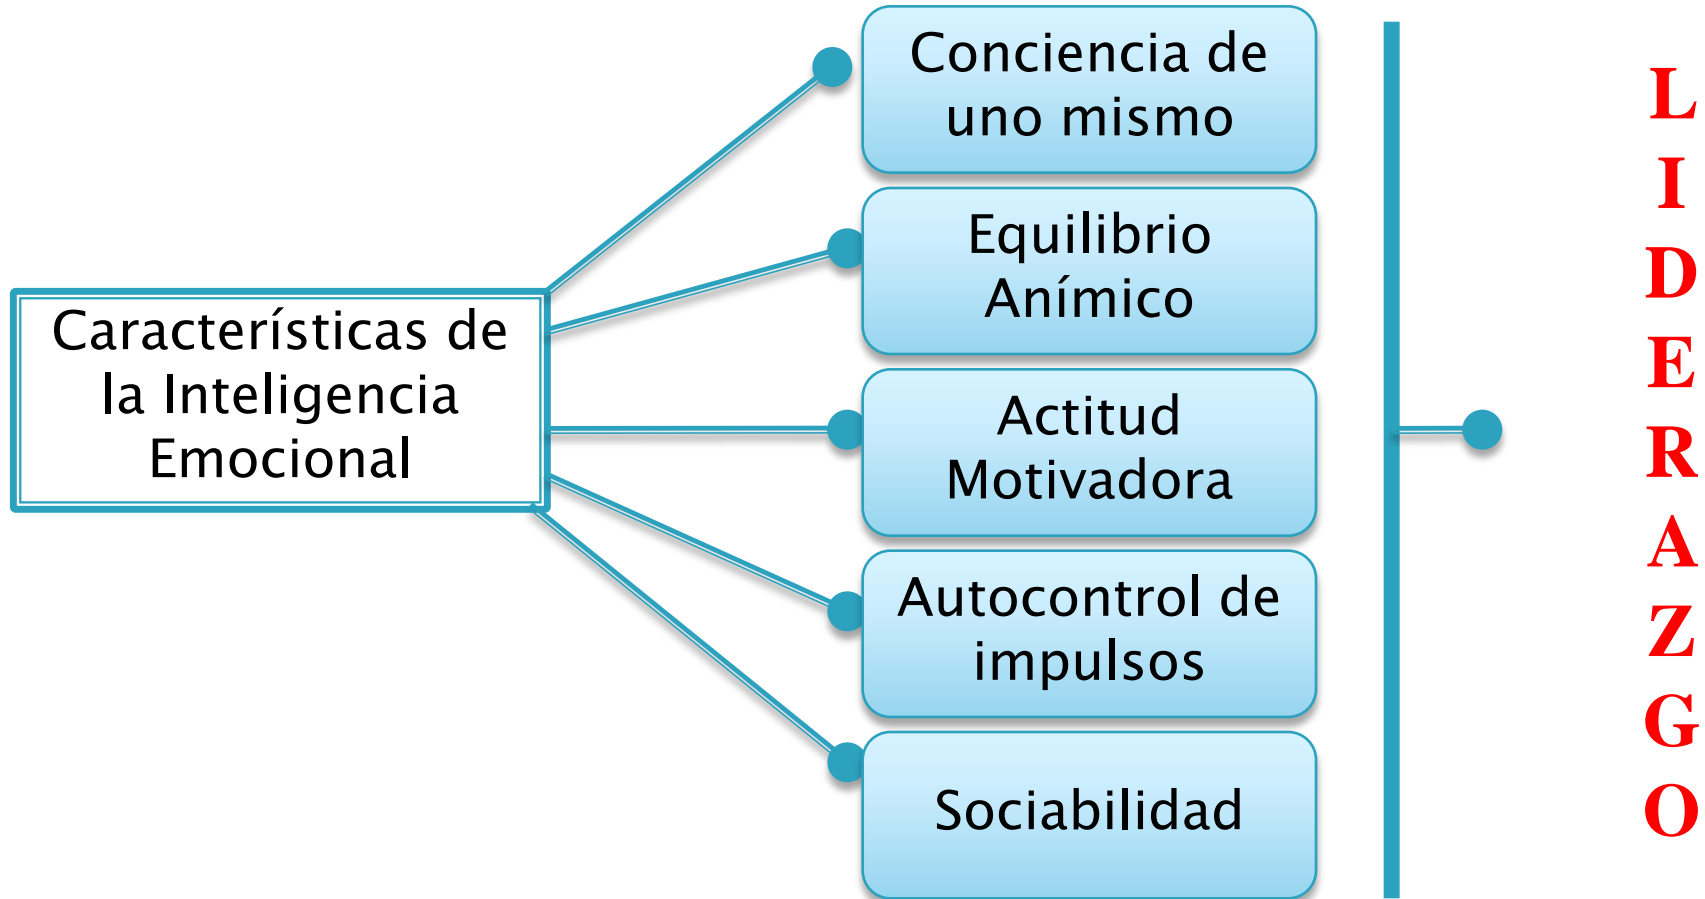 Características de
la Inteligencia
Emocional
Conciencia de
uno mismo
Equilibrio
Anímico
Actitud
Motivadora
Autocontrol de
impulsos
Sociabilidad
L
I
D
E
R
A
Z
G
O